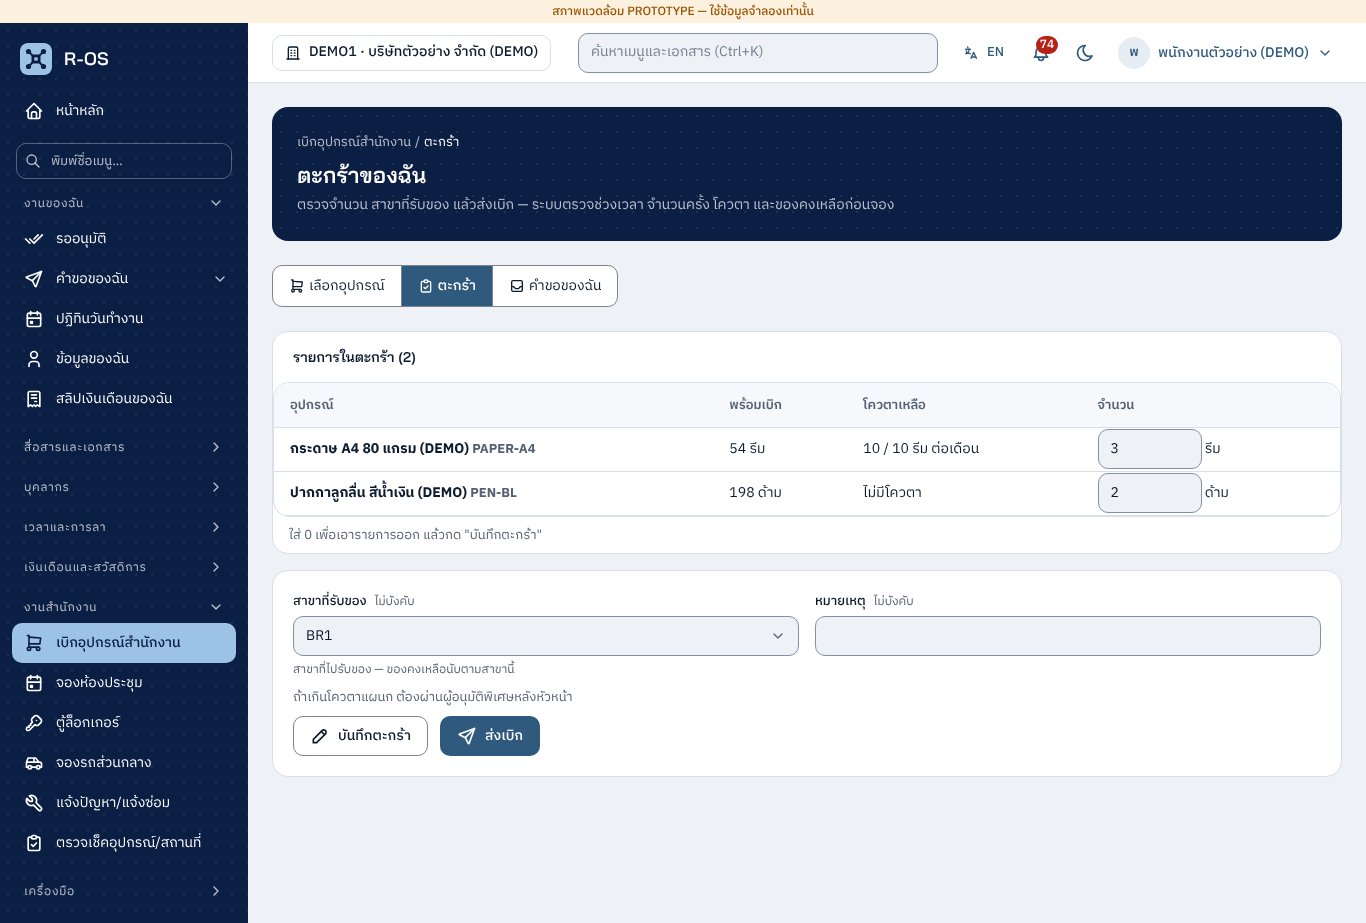 สภาพแวดล้อม PROTOTYPE — ใช้ข้อมูลจำลองเท่านั้น
R-OS
หน้าหลัก
พิมพ์ชื่อเมนู...
งานของฉัน
รออนุมัติ
คำขอของฉัน
ปฏิทินวันทำงาน
ข้อมูลของฉัน
สลิปเงินเดือนของฉัน
สื่อสารและเอกสาร
บุคลากร
เวลาและการลา
เงินเดือนและสวัสดิการ
งานสำนักงาน
เบิกอุปกรณ์สำนักงาน
จองห้องประชุม
ตู้ล็อกเกอร์
จองรถส่วนกลาง
แจ้งปัญหา/แจ้งซ่อม
ตรวจเช็คอุปกรณ์/สถานที่
เครื่องมือ
DEMO1 · บริษัทตัวอย่าง จำกัด (DEMO)
ค้นหาเมนูและเอกสาร (Ctrl+K)
EN
74
พ
พนักงานตัวอย่าง (DEMO)
เบิกอุปกรณ์สำนักงาน / ตะกร้า
ตะกร้าของฉัน
ตรวจจำนวน สาขาที่รับของ แล้วส่งเบิก — ระบบตรวจช่วงเวลา จำนวนครั้ง โควตา และของคงเหลือก่อนจอง
เลือกอุปกรณ์
ตะกร้า
คำขอของฉัน
รายการในตะกร้า (2)
อุปกรณ์ พร้อมเบิก โควตาเหลือ จำนวน
กระดาษ A4 80 แกรม (DEMO) PAPER-A4 54 รีม 10 / 10 รีม ต่อเดือน 3 รีม
ปากกาลูกลื่น สีน้ำเงิน (DEMO) PEN-BL 198 ด้าม ไม่มีโควตา 2 ด้าม
ใส่ 0 เพื่อเอารายการออก แล้วกด "บันทึกตะกร้า"
สาขาที่รับของ ไม่บังคับ
BR1
สาขาที่ไปรับของ — ของคงเหลือนับตามสาขานี้
หมายเหตุ ไม่บังคับ
ถ้าเกินโควตาแผนก ต้องผ่านผู้อนุมัติพิเศษหลังหัวหน้า
บันทึกตะกร้า
ส่งเบิก